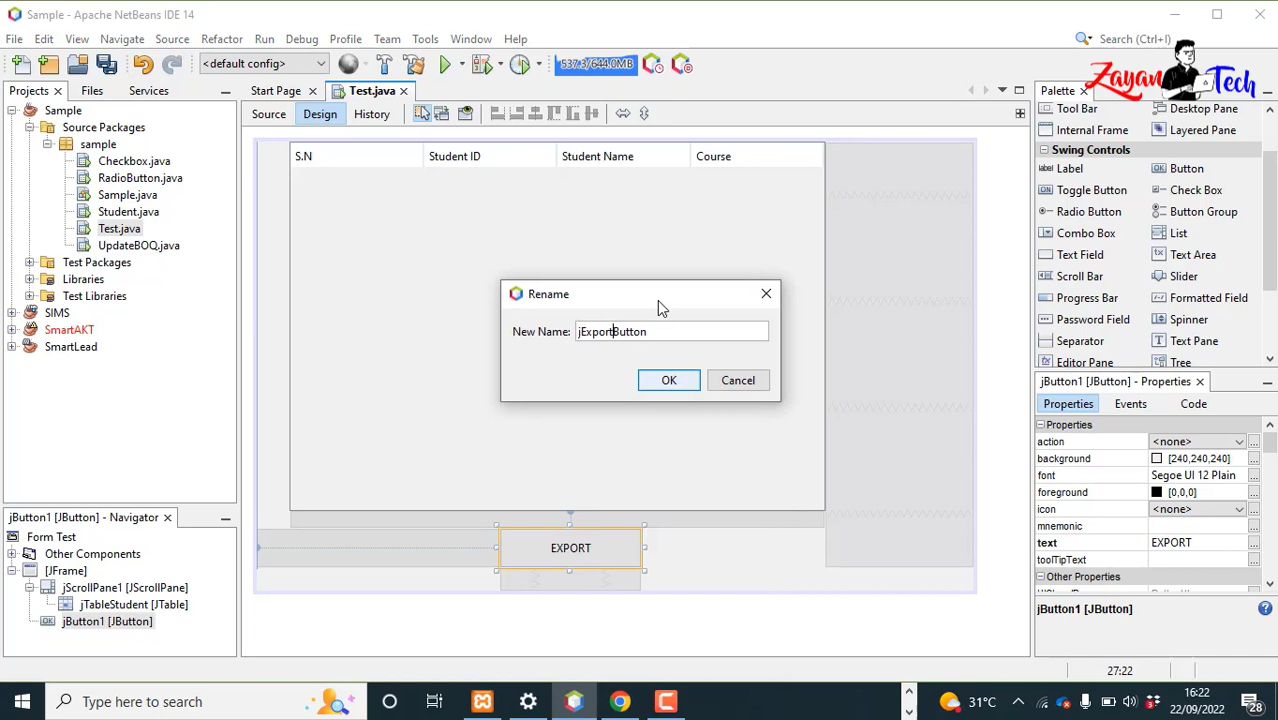 Sample - Apache NetBeans IDE 14
File Edit View Navigate Source Refactor Run Debug Profile Team Tools Window Help
Search (Ctrl+I)
<default config>
537.3/644.0MB
Zayan Tech
Projects Files Services
Start Page Test.java
Source Design History
Sample
Source Packages
sample
Checkbox.java
RadioButton.java
Sample.java
Student.java
Test.java
UpdateBOQ.java
Test Packages
Libraries
Test Libraries
SIMS
SmartAKT
SmartLead
jButton1 [JButton] - Navigator
Form Test
Other Components
[JFrame]
jScrollPane1 [JScrollPane]
jTableStudent [JTable]
jButton1 [JButton]
S.N Student ID Student Name Course
Rename
New Name: jExportButton
OK Cancel
EXPORT
Palette
Tool Bar Desktop Pane
Internal Frame Layered Pane
Swing Controls
Label Button
Toggle Button Check Box
Radio Button Button Group
Combo Box List
Text Field Text Area
Scroll Bar Slider
Progress Bar Formatted Field
Password Field Spinner
Separator Text Pane
Editor Pane Tree
jButton1 [JButton] - Properties
Properties Events Code
Properties
action <none>
background [240,240,240]
font Segoe UI 12 Plain
foreground [0,0,0]
icon <none>
mnemonic
text EXPORT
toolTipText
Other Properties
jButton1 [JButton]
27:22
Type here to search
31°C
16:22
22/09/2022
28